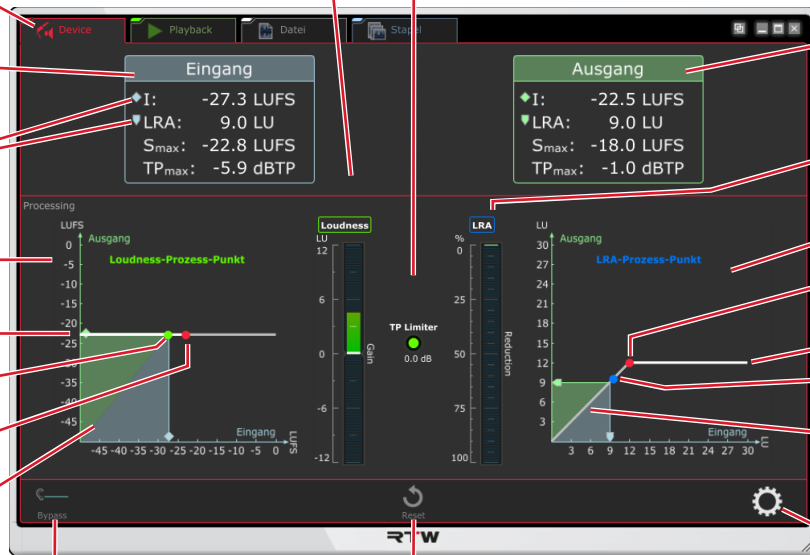 Device
Playback
Datei
Stapel
Eingang
I: -27.3 LUFS
LRA: 9.0 LU
Smax: -22.8 LUFS
TPmax: -5.9 dBTP
Ausgang
I: -22.5 LUFS
LRA: 9.0 LU
Smax: -18.0 LUFS
TPmax: -1.0 dBTP
Processing
LUFS
Ausgang
Loudness-Prozess-Punkt
0
-5
-10
-15
-20
-25
-30
-35
-40
-45
Eingang
-45 -40 -35 -30 -25 -20 -15 -10 -5 0
LUFS
Loudness
LU
12
6
0
-6
-12
Gain
TP Limiter
0.0 dB
LRA
%
0
25
50
75
100
Reduction
LU
Ausgang
LRA-Prozess-Punkt
30
27
24
21
18
15
12
9
6
3
Eingang
3 6 9 12 15 18 21 24 27 30
LU
Bypass
Reset
RTW